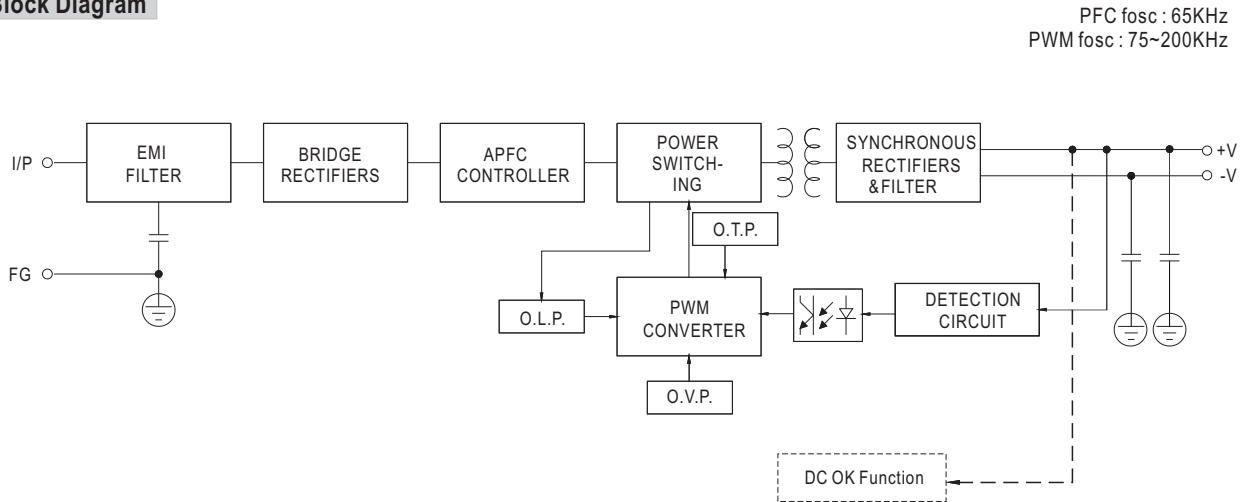 Block Diagram
PFC fosc : 65KHz
PWM fosc : 75~200KHz
I/P
EMI
FILTER
BRIDGE
RECTIFIERS
APFC
CONTROLLER
POWER
SWITCH-
ING
SYNCHRONOUS
RECTIFIERS
&FILTER
+V
-V
O.T.P.
FG
O.L.P.
PWM
CONVERTER
DETECTION
CIRCUIT
O.V.P.
DC OK Function